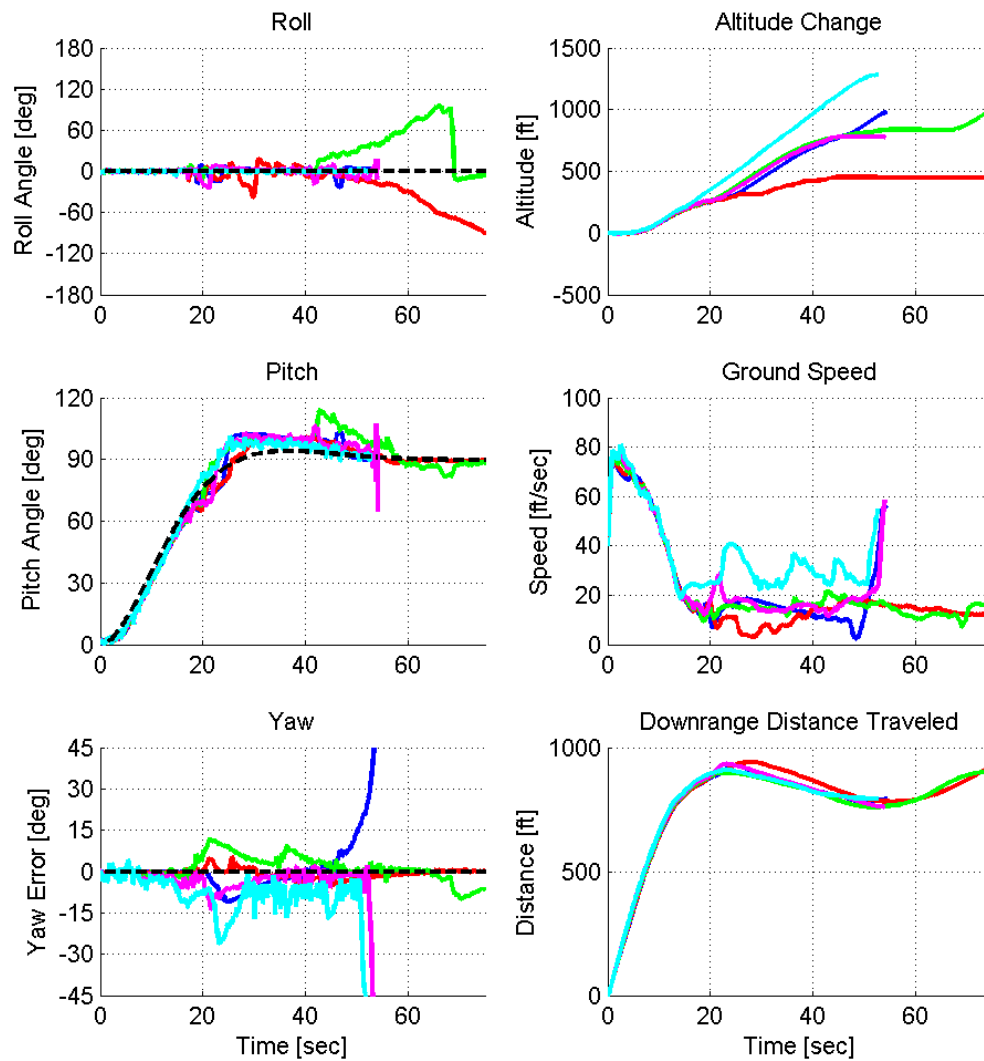 Roll
180
120
60
0
-60
-120
-180
Roll Angle [deg]
0 20 40 60
Altitude Change
1500
1000
500
0
-500
Altitude [ft]
0 20 40 60
Pitch
120
90
60
30
0
Pitch Angle [deg]
0 20 40 60
Ground Speed
100
80
60
40
20
0
Speed [ft/sec]
0 20 40 60
Yaw
45
30
15
0
-15
-30
-45
Yaw Error [deg]
0 20 40 60
Time [sec]
Downrange Distance Traveled
1000
500
0
Distance [ft]
0 20 40 60
Time [sec]